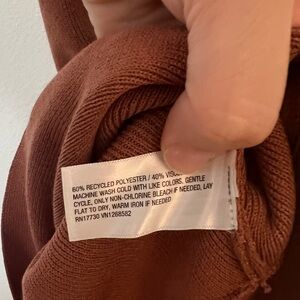 60% RECYCLED POLYESTER / 40%
MACHINE WASH COLD WITH LIKE COLORS, GENTLE
CYCLE, ONLY NON-CHLORINE BLEACH IF NEEDED, LAY
FLAT TO DRY, WARM IRON IF NEEDED
RN17730 VN1268582